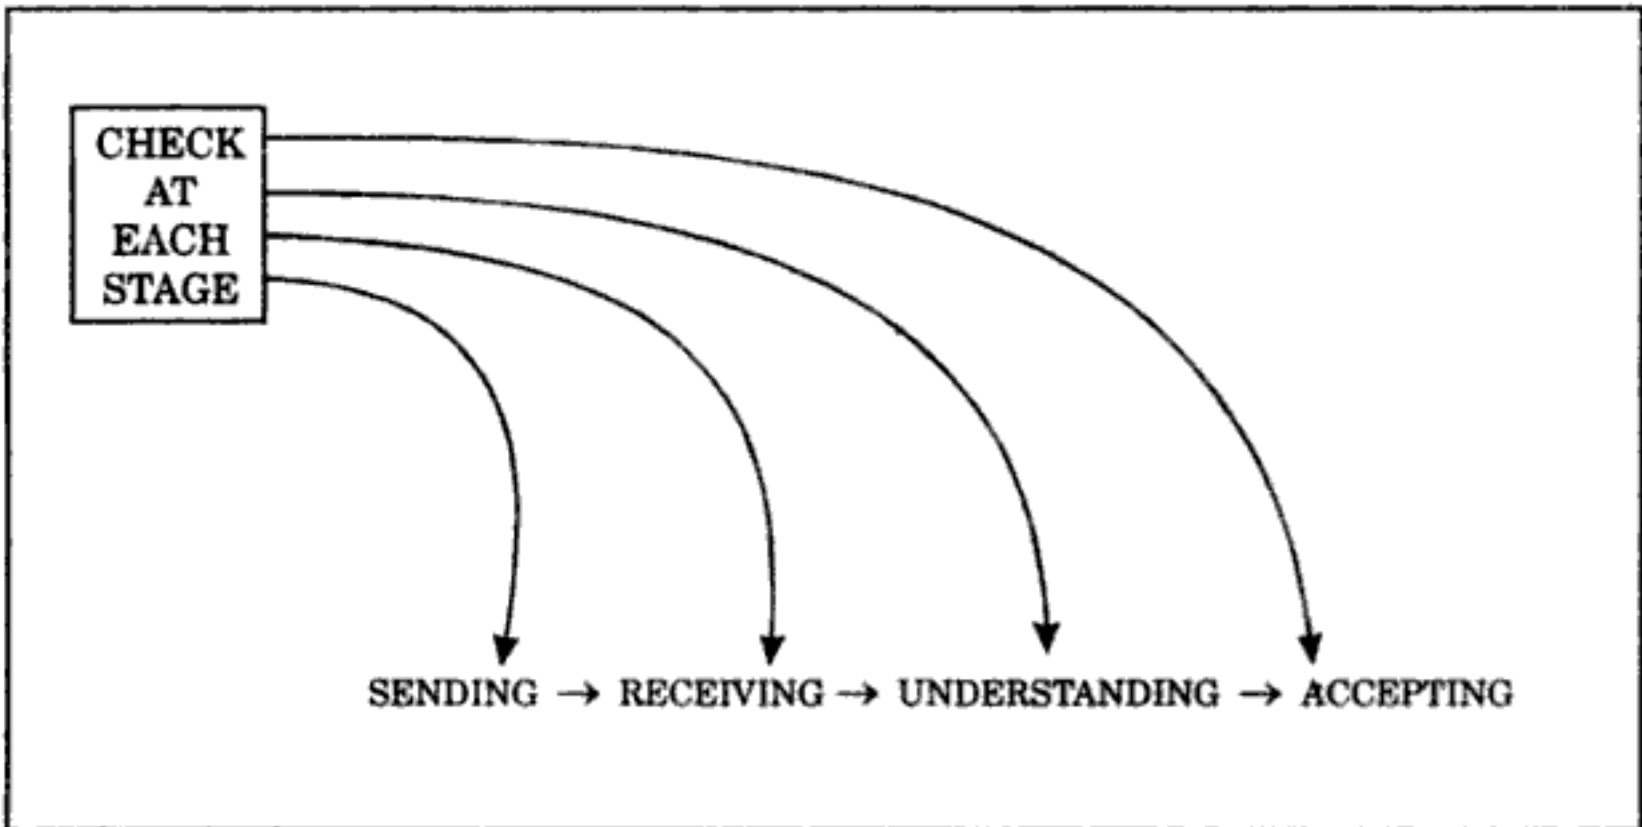 CHECK
AT
EACH
STAGE
SENDING → RECEIVING → UNDERSTANDING → ACCEPTING